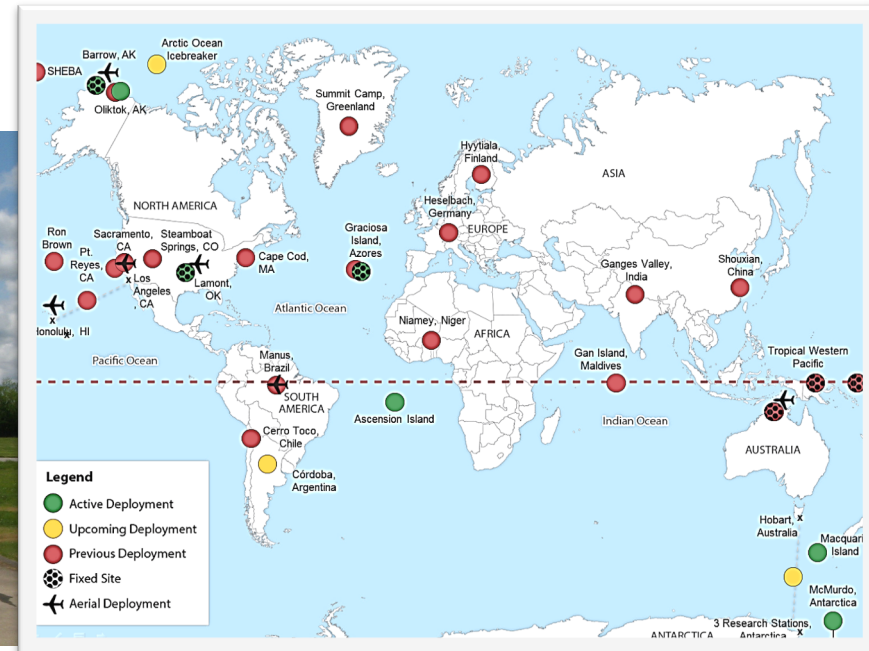 Arctic Ocean
Icebreaker
Barrow, AK
SHEBA
Oliktok, AK
Summit Camp,
Greenland
Hyytiala,
Finland
ASIA
NORTH AMERICA
Heselbach,
Germany
EUROPE
Ron
Brown
Pt.
Reyes,
CA
Sacramento,
CA
Steamboat
Springs, CO
Los
Angeles
, CA
Lamont,
OK
Cape Cod,
MA
Graciosa
Island,
Azores
Ganges Valley,
India
Shouxian,
China
Honolulu, HI
x
x
x
Atlantic Ocean
Niamey, Niger
AFRICA
Pacific Ocean
Manus,
Brazil
SOUTH
AMERICA
Gan Island,
Maldives
Tropical Western
Pacific
Ascension Island
Indian Ocean
Cerro Toco,
Chile
Córdoba,
Argentina
AUSTRALIA
Hobart,
Australia
x
Macquari
Island
McMurdo,
Antarctica
3 Research Stations,
Antarctica
x
ANTARCTICA
Legend
Active Deployment
Upcoming Deployment
Previous Deployment
Fixed Site
Aerial Deployment